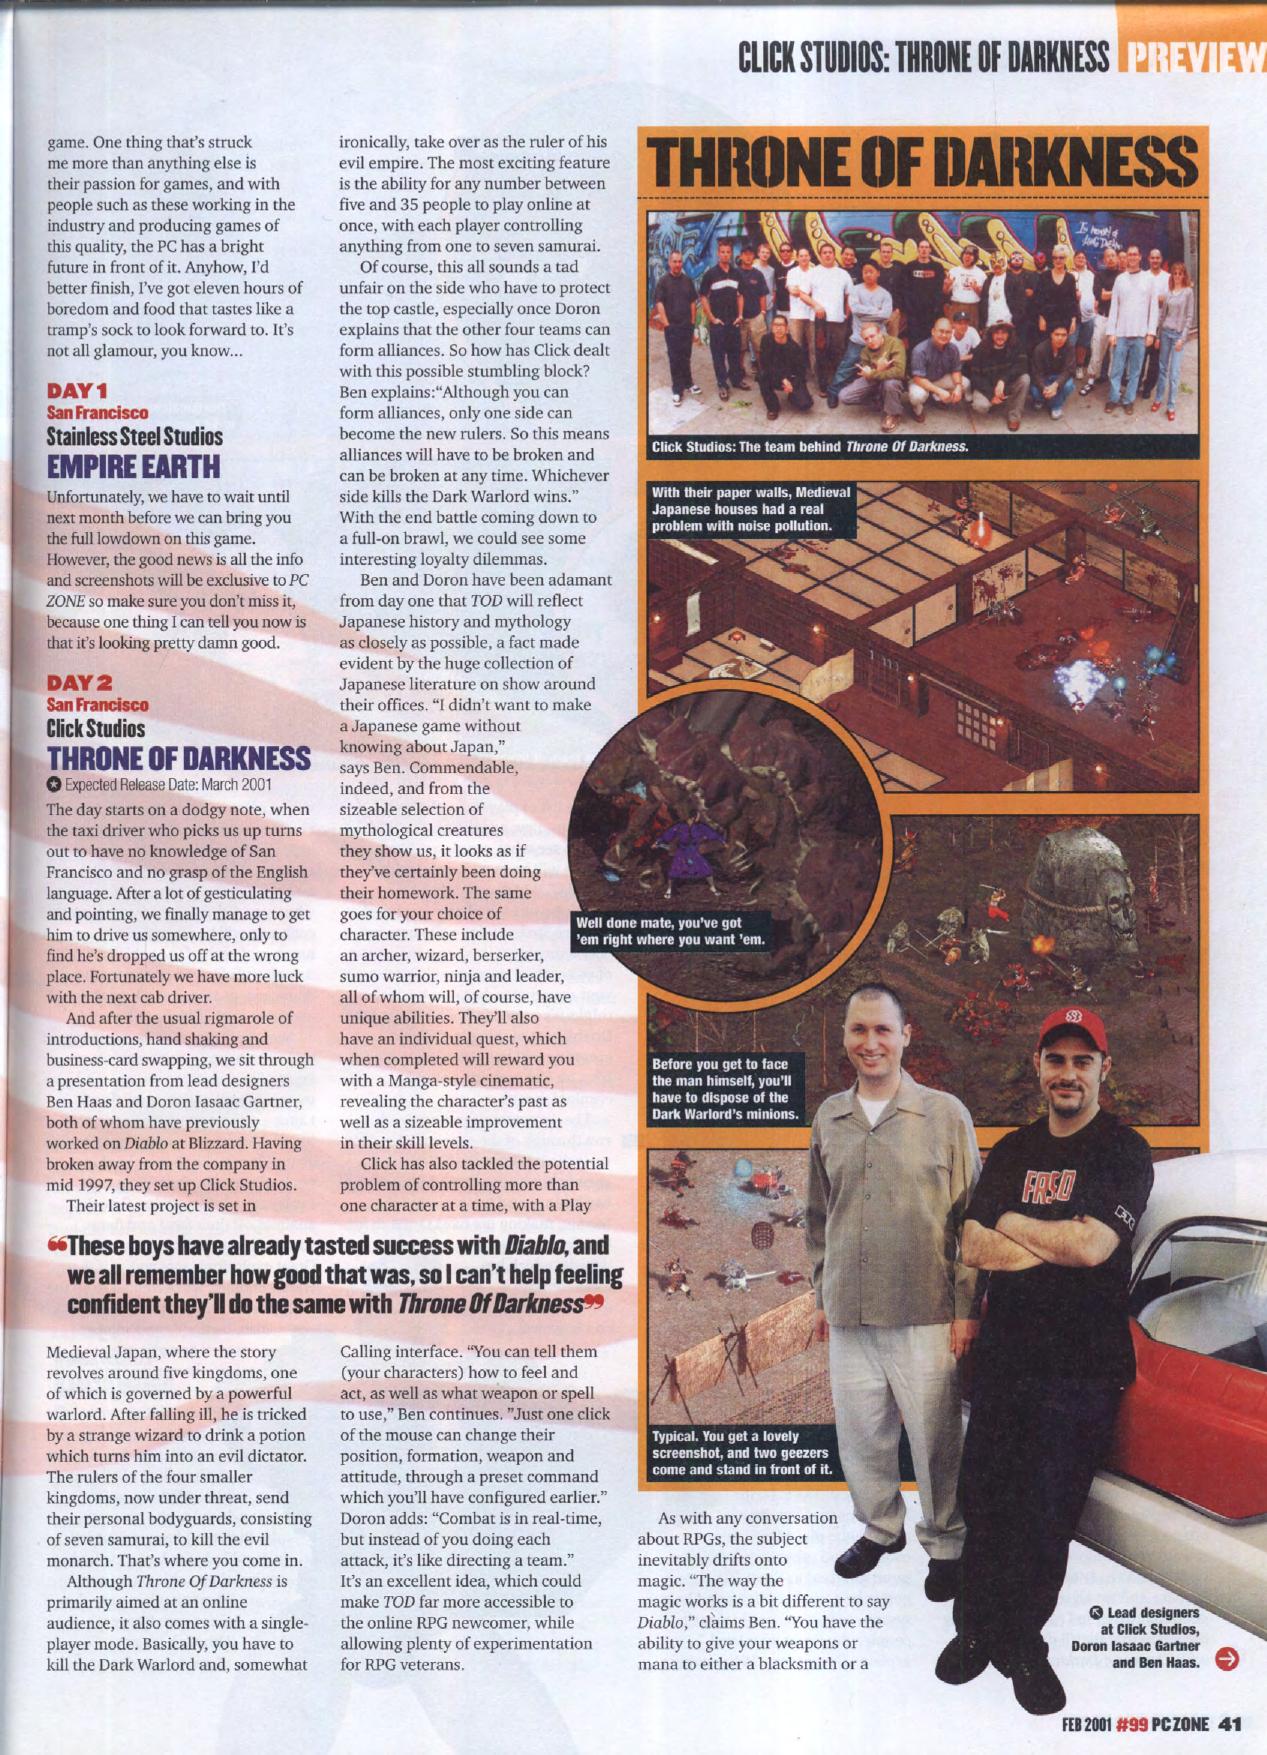 CLICK STUDIOS: THRONE OF DARKNESS PREVIEW
game. One thing that's struck
me more than anything else is
their passion for games, and with
people such as these working in the
industry and producing games of
this quality, the PC has a bright
future in front of it. Anyhow, I'd
better finish, I've got eleven hours of
boredom and food that tastes like a
tramp's sock to look forward to. It's
not all glamour, you know...
DAY 1
San Francisco
Stainless Steel Studios
EMPIRE EARTH
Unfortunately, we have to wait until
next month before we can bring you
the full lowdown on this game.
However, the good news is all the info
and screenshots will be exclusive to PC
ZONE so make sure you don't miss it,
because one thing I can tell you now is
that it's looking pretty damn good.
DAY 2
San Francisco
Click Studios
THRONE OF DARKNESS
Expected Release Date: March 2001
The day starts on a dodgy note, when
the taxi driver who picks us up turns
out to have no knowledge of San
Francisco and no grasp of the English
language. After a lot of gesticulating
and pointing, we finally manage to get
him to drive us somewhere, only to
find he's dropped us off at the wrong
place. Fortunately we have more luck
with the next cab driver.
And after the usual rigmarole of
introductions, hand shaking and
business-card swapping, we sit through
a presentation from lead designers
Ben Haas and Doron Iasaac Gartner,
both of whom have previously
worked on Diablo at Blizzard. Having
broken away from the company in
mid 1997, they set up Click Studios.
Their latest project is set in
“These boys have already tasted success with Diablo, and
we all remember how good that was, so I can't help feeling
confident they'll do the same with Throne Of Darkness”
Medieval Japan, where the story
revolves around five kingdoms, one
of which is governed by a powerful
warlord. After falling ill, he is tricked
by a strange wizard to drink a potion
which turns him into an evil dictator.
The rulers of the four smaller
kingdoms, now under threat, send
their personal bodyguards, consisting
of seven samurai, to kill the evil
monarch. That's where you come in.
Although Throne Of Darkness is
primarily aimed at an online
audience, it also comes with a single-
player mode. Basically, you have to
kill the Dark Warlord and, somewhat
ironically, take over as the ruler of his
evil empire. The most exciting feature
is the ability for any number between
five and 35 people to play online at
once, with each player controlling
anything from one to seven samurai.
Of course, this all sounds a tad
unfair on the side who have to protect
the top castle, especially once Doron
explains that the other four teams can
form alliances. So how has Click dealt
with this possible stumbling block?
Ben explains:“Although you can
form alliances, only one side can
become the new rulers. So this means
alliances will have to be broken and
can be broken at any time. Whichever
side kills the Dark Warlord wins.”
With the end battle coming down to
a full-on brawl, we could see some
interesting loyalty dilemmas.
Ben and Doron have been adamant
from day one that TOD will reflect
Japanese history and mythology
as closely as possible, a fact made
evident by the huge collection of
Japanese literature on show around
their offices. “I didn't want to make
a Japanese game without
knowing about Japan,”
says Ben. Commendable,
indeed, and from the
sizeable selection of
mythological creatures
they show us, it looks as if
they've certainly been doing
their homework. The same
goes for your choice of
character. These include
an archer, wizard, berserker,
sumo warrior, ninja and leader,
all of whom will, of course, have
unique abilities. They'll also
have an individual quest, which
when completed will reward you
with a Manga-style cinematic,
revealing the character's past as
well as a sizeable improvement
in their skill levels.
Click has also tackled the potential
problem of controlling more than
one character at a time, with a Play
Calling interface. “You can tell them
(your characters) how to feel and
act, as well as what weapon or spell
to use,” Ben continues. "Just one click
of the mouse can change their
position, formation, weapon and
attitude, through a preset command
which you'll have configured earlier.”
Doron adds: “Combat is in real-time,
but instead of you doing each
attack, it's like directing a team.”
It's an excellent idea, which could
make TOD far more accessible to
the online RPG newcomer, while
allowing plenty of experimentation
for RPG veterans.
THRONE OF DARKNESS
Click Studios: The team behind Throne Of Darkness.
With their paper walls, Medieval
Japanese houses had a real
problem with noise pollution.
Well done mate, you've got
'em right where you want 'em.
Before you get to face
the man himself, you'll
have to dispose of the
Dark Warlord's minions.
Typical. You get a lovely
screenshot, and two geezers
come and stand in front of it.
As with any conversation
about RPGs, the subject
inevitably drifts onto
magic. “The way the
magic works is a bit different to say
Diablo,” claims Ben. “You have the
ability to give your weapons or
mana to either a blacksmith or a
Lead designers
at Click Studios,
Doron Iasaac Gartner
and Ben Haas.
FEB 2001 #99 PC ZONE 41